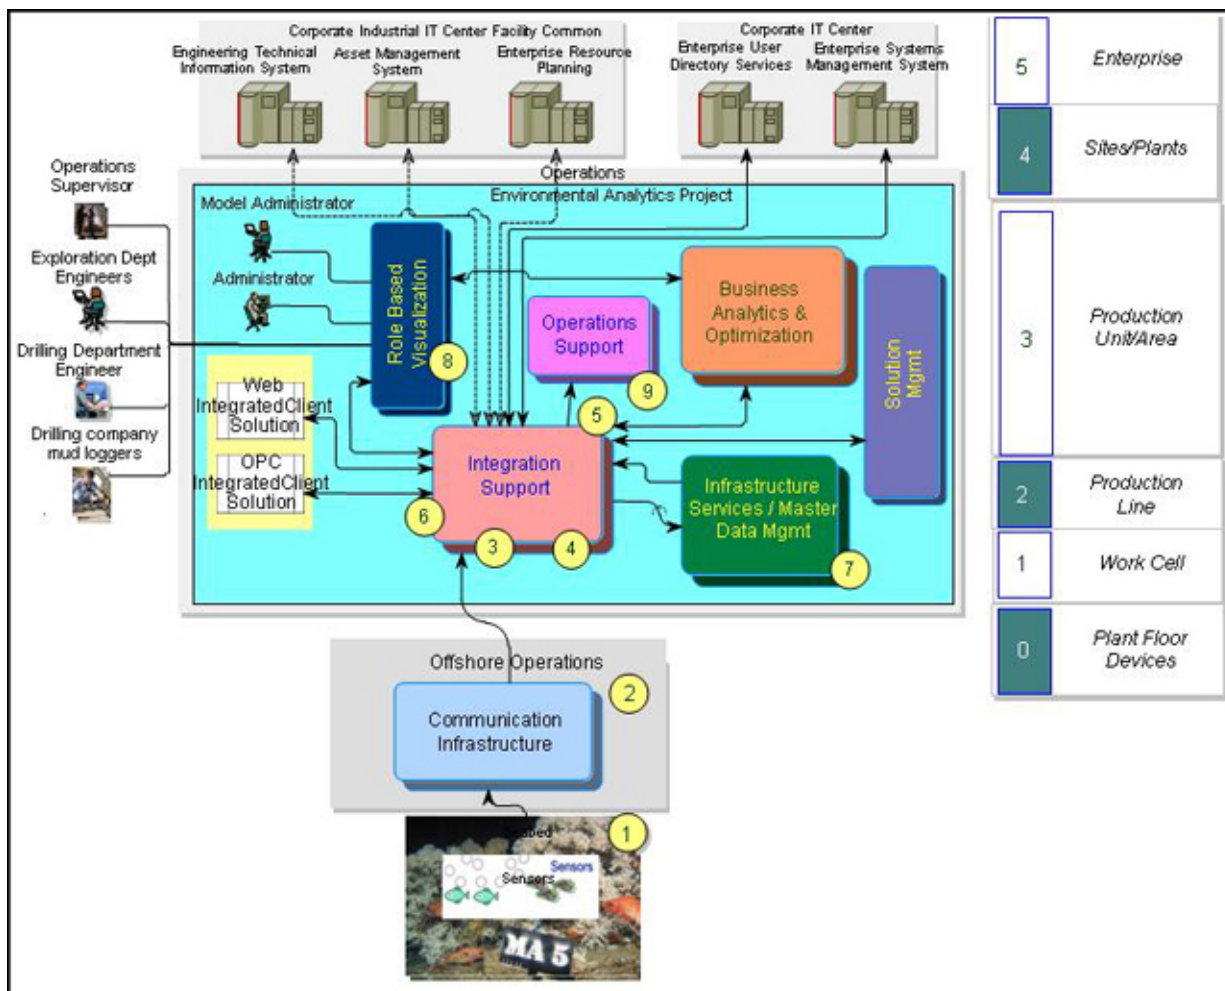 Corporate Industrial IT Center Facility Common
Engineering Technical
Information System
Asset Management
System
Enterprise Resource
Planning
Corporate IT Center
Enterprise User
Directory Services
Enterprise Systems
Management System
Operations
Environmental Analytics Project
Operations
Supervisor
Exploration Dept
Engineers
Drilling Department
Engineer
Drilling company
mud loggers
Model Administrator
Administrator
Web
IntegratedClient
Solution
OPC
IntegratedClient
Solution
Role Based
Visualization
8
Operations
Support
9
Business
Analytics &
Optimization
Solution
Mgmt
5
Integration
Support
6
3
4
Infrastructure
Services / Master
Data Mgmt
7
Offshore Operations
2
Communication
Infrastructure
1
Sensors
Sensors
MA 5
5
Enterprise
4
Sites/Plants
3
Production
Unit/Area
2
Production
Line
1
Work Cell
0
Plant Floor
Devices